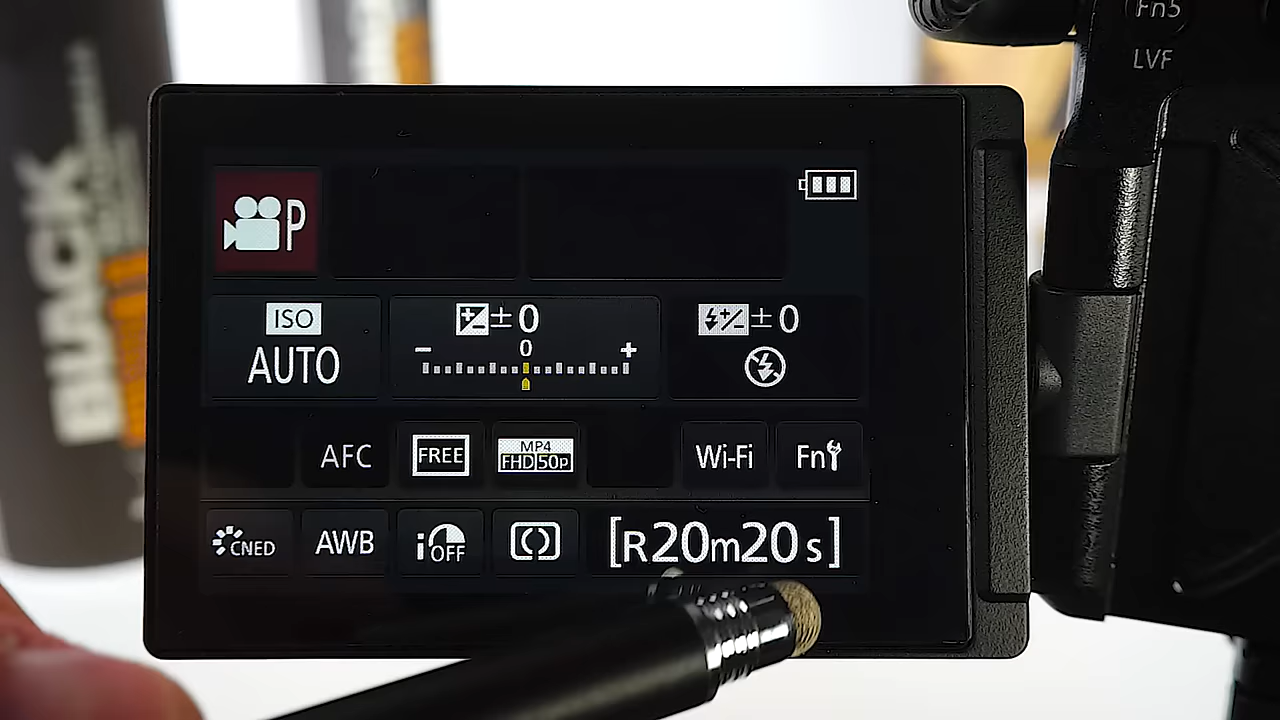 Fn5
LVF
BLACK
P
±0
ISO
AUTO
±0
0
- +
AFC
FREE
MP4
FHD 50p
Wi-Fi
Fn
CNED
AWB
iOFF
[R20m20s]